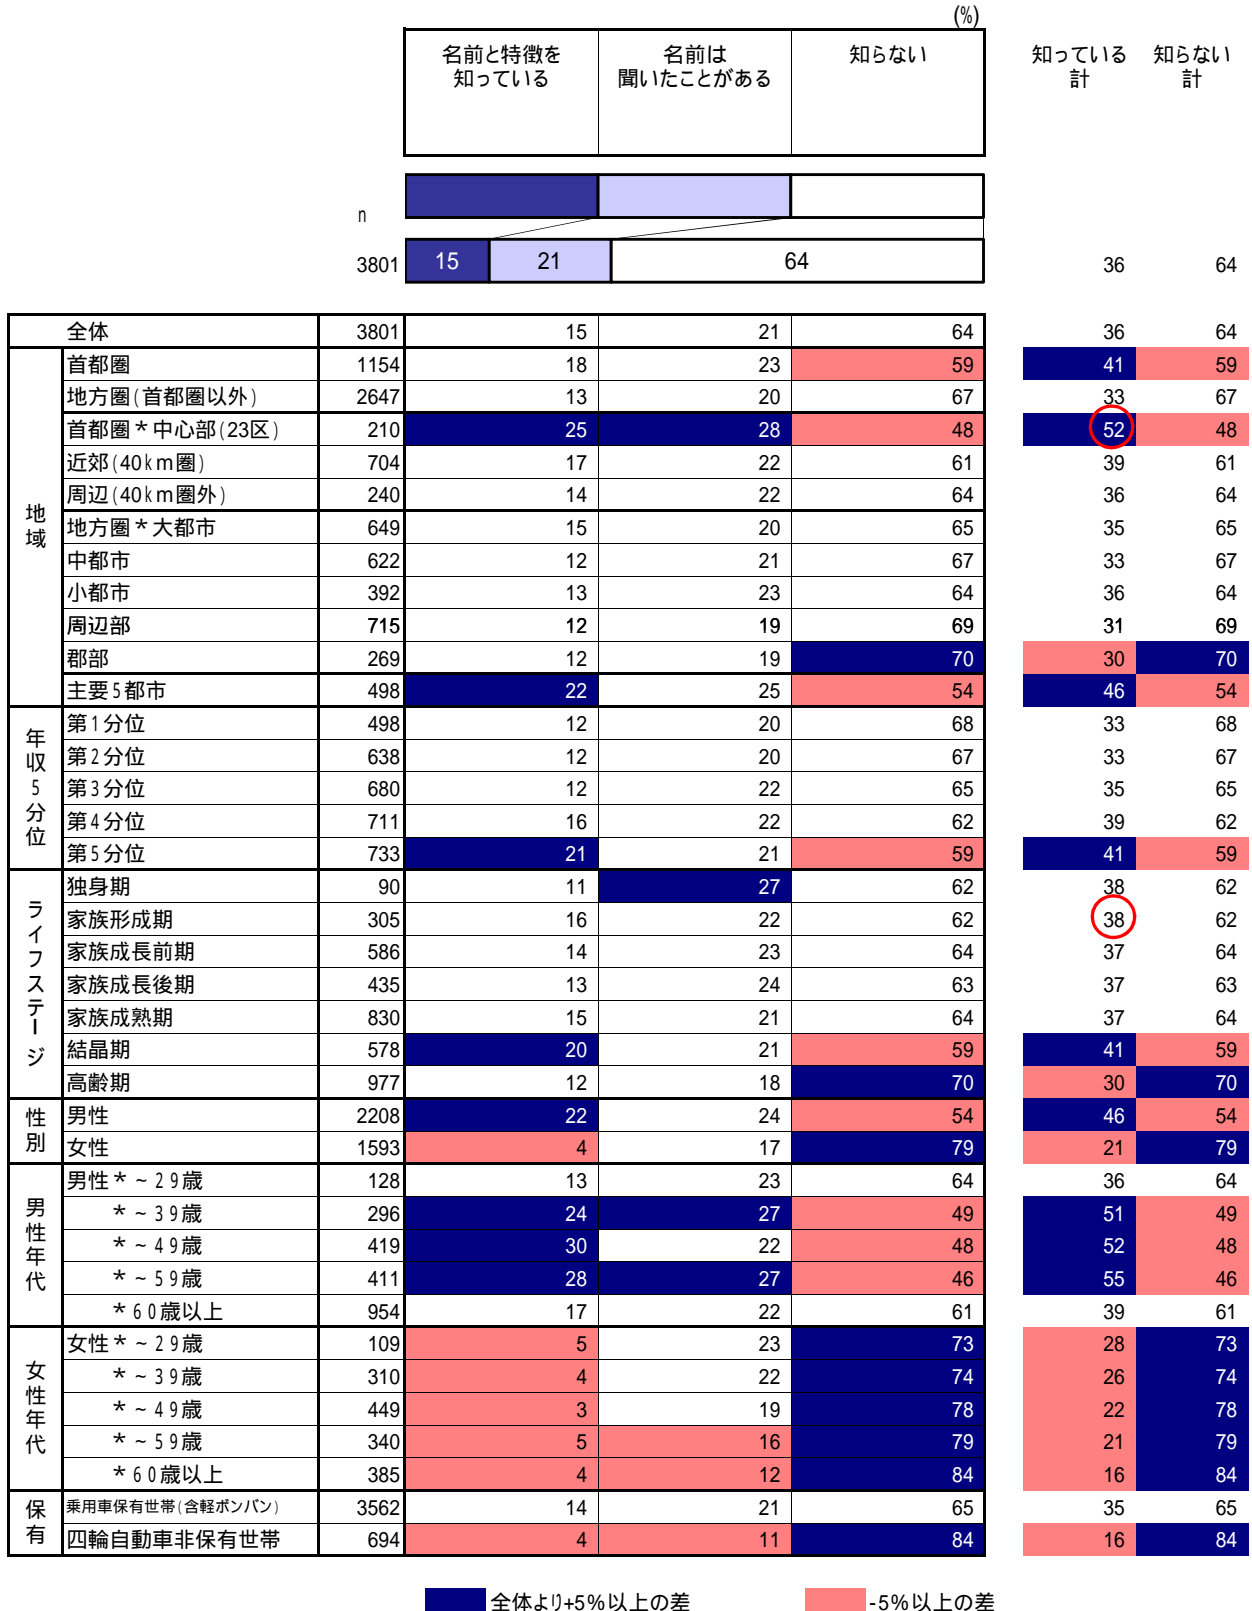 (%)
名前と特徴を 名前は 知らない 知っている 知らない
知っている 聞いたことがある 計 計
n
3801 15 21 64 36 64
全体 3801 15 21 64 36 64
地域
首都圏 1154 18 23 59 41 59
地方圏(首都圏以外) 2647 13 20 67 33 67
首都圏*中心部(23区) 210 25 28 48 52 48
近郊(40km圏) 704 17 22 61 39 61
周辺(40km圏外) 240 14 22 64 36 64
地方圏*大都市 649 15 20 65 35 65
中都市 622 12 21 67 33 67
小都市 392 13 23 64 36 64
周辺部 715 12 19 69 31 69
郡部 269 12 19 70 30 70
主要5都市 498 22 25 54 46 54
年収5分位
第1分位 498 12 20 68 33 68
第2分位 638 12 20 67 33 67
第3分位 680 12 22 65 35 65
第4分位 711 16 22 62 39 62
第5分位 733 21 21 59 41 59
ライフステージ
独身期 90 11 27 62 38 62
家族形成期 305 16 22 62 38 62
家族成長前期 586 14 23 64 37 64
家族成長後期 435 13 24 63 37 63
家族成熟期 830 15 21 64 37 64
結晶期 578 20 21 59 41 59
高齢期 977 12 18 70 30 70
性別
男性 2208 22 24 54 46 54
女性 1593 4 17 79 21 79
男性年代
男性*~29歳 128 13 23 64 36 64
*~39歳 296 24 27 49 51 49
*~49歳 419 30 22 48 52 48
*~59歳 411 28 27 46 55 46
*60歳以上 954 17 22 61 39 61
女性年代
女性*~29歳 109 5 23 73 28 73
*~39歳 310 4 22 74 26 74
*~49歳 449 3 19 78 22 78
*~59歳 340 5 16 79 21 79
*60歳以上 385 4 12 84 16 84
保有
乗用車保有世帯(含軽ボンバン) 3562 14 21 65 35 65
四輪自動車非保有世帯 694 4 11 84 16 84
全体より+5%以上の差 -5%以上の差